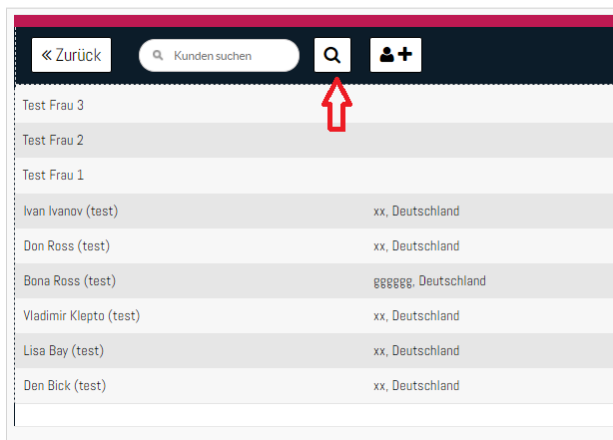 « Zurück
Kunden suchen
Test Frau 3
Test Frau 2
Test Frau 1
Ivan Ivanov (test) xx, Deutschland
Don Ross (test) xx, Deutschland
Bona Ross (test) gggggg, Deutschland
Vladimir Klepto (test) xx, Deutschland
Lisa Bay (test) xx, Deutschland
Den Bick (test) xx, Deutschland